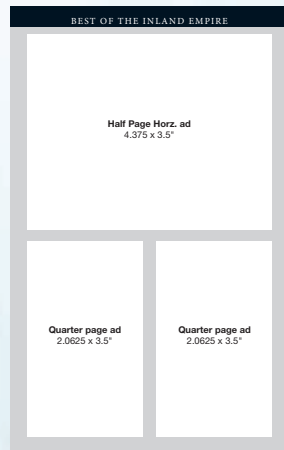 BEST OF THE INLAND EMPIRE
Half Page Horz. ad
4.375 x 3.5"
Quarter page ad
2.0625 x 3.5"
Quarter page ad
2.0625 x 3.5"